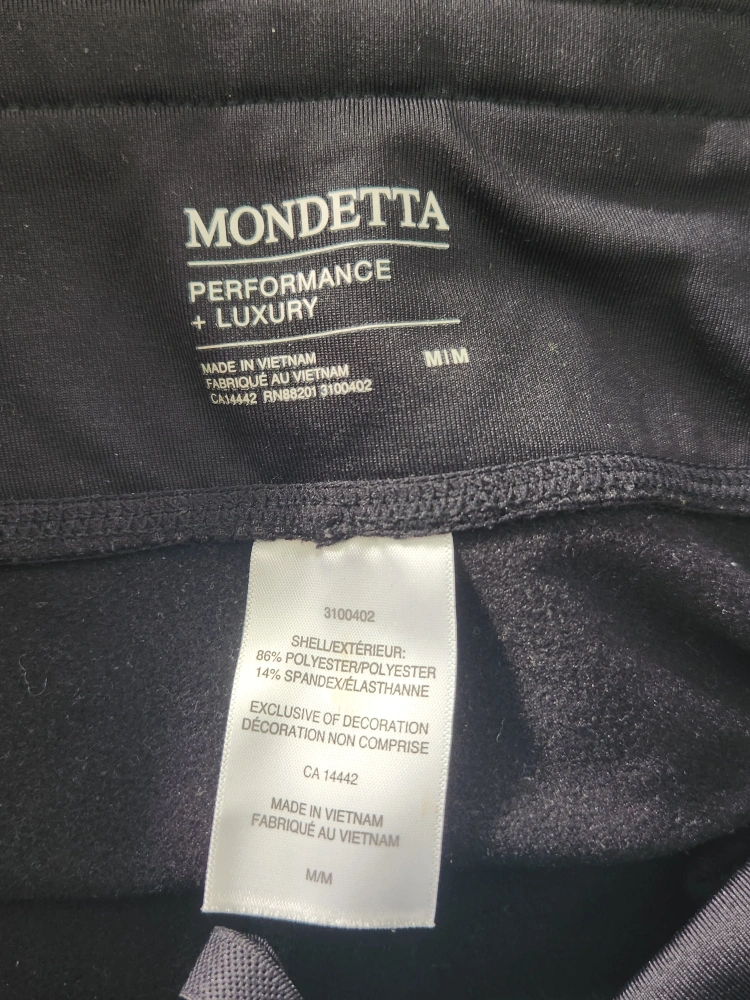 MONDETTA
PERFORMANCE
+ LUXURY
MADE IN VIETNAM
FABRIQUÉ AU VIETNAM
CA14442 RN88201 3100402
M|M
3100402
SHELL/EXTÉRIEUR:
86% POLYESTER/POLYESTER
14% SPANDEX/ÉLASTHANNE
EXCLUSIVE OF DECORATION
DÉCORATION NON COMPRISE
CA 14442
MADE IN VIETNAM
FABRIQUÉ AU VIETNAM
M/M